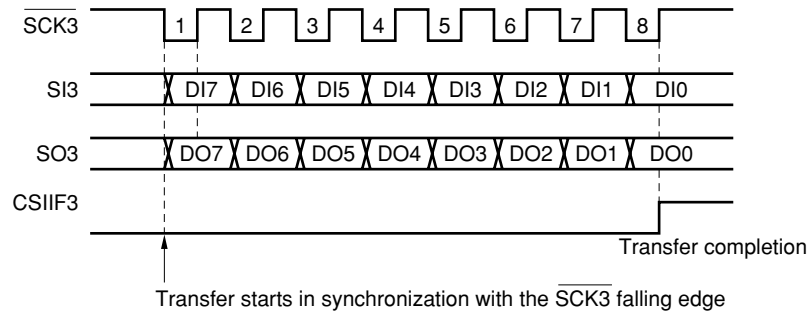 SCK3 1 2 3 4 5 6 7 8
SI3 DI7 DI6 DI5 DI4 DI3 DI2 DI1 DI0
SO3 DO7 DO6 DO5 DO4 DO3 DO2 DO1 DO0
CSIIF3
Transfer completion
Transfer starts in synchronization with the SCK3 falling edge